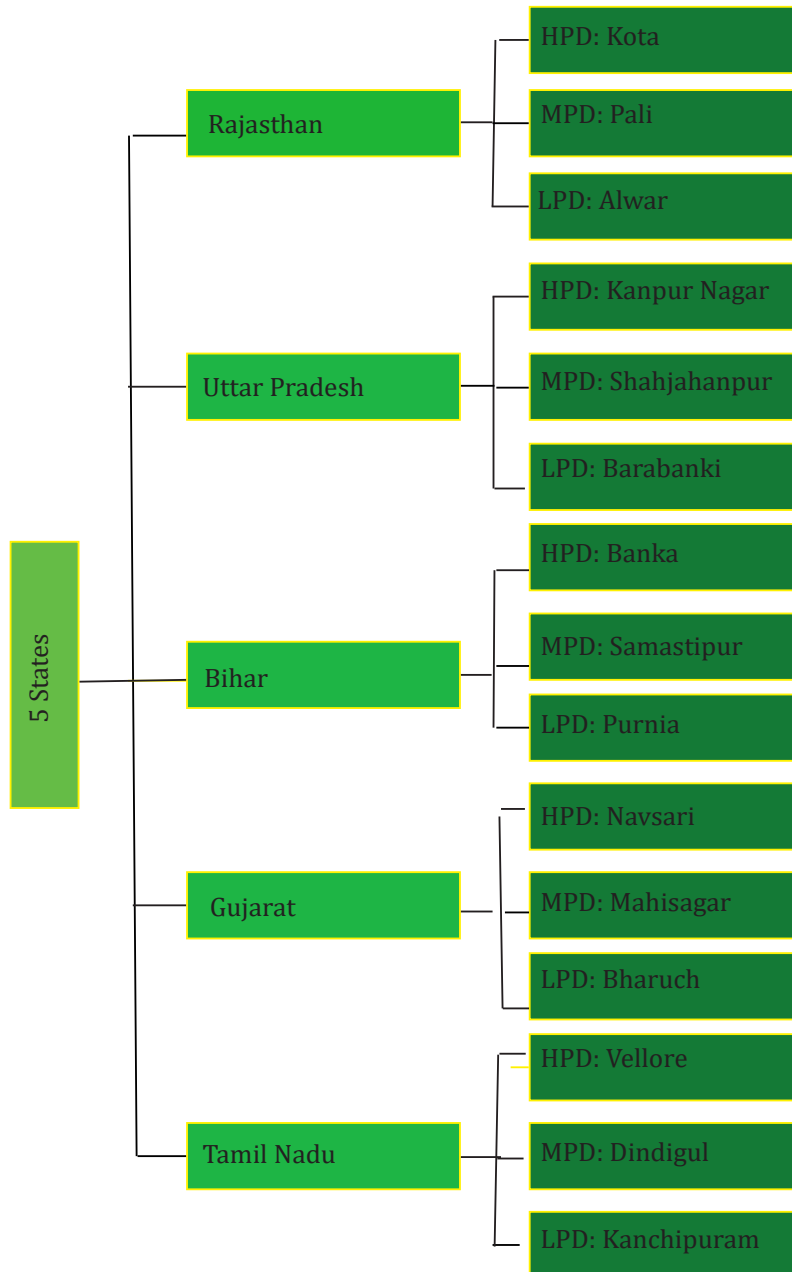 5 States
Rajasthan
HPD: Kota
MPD: Pali
LPD: Alwar
Uttar Pradesh
HPD: Kanpur Nagar
MPD: Shahjahanpur
LPD: Barabanki
Bihar
HPD: Banka
MPD: Samastipur
LPD: Purnia
Gujarat
HPD: Navsari
MPD: Mahisagar
LPD: Bharuch
Tamil Nadu
HPD: Vellore
MPD: Dindigul
LPD: Kanchipuram